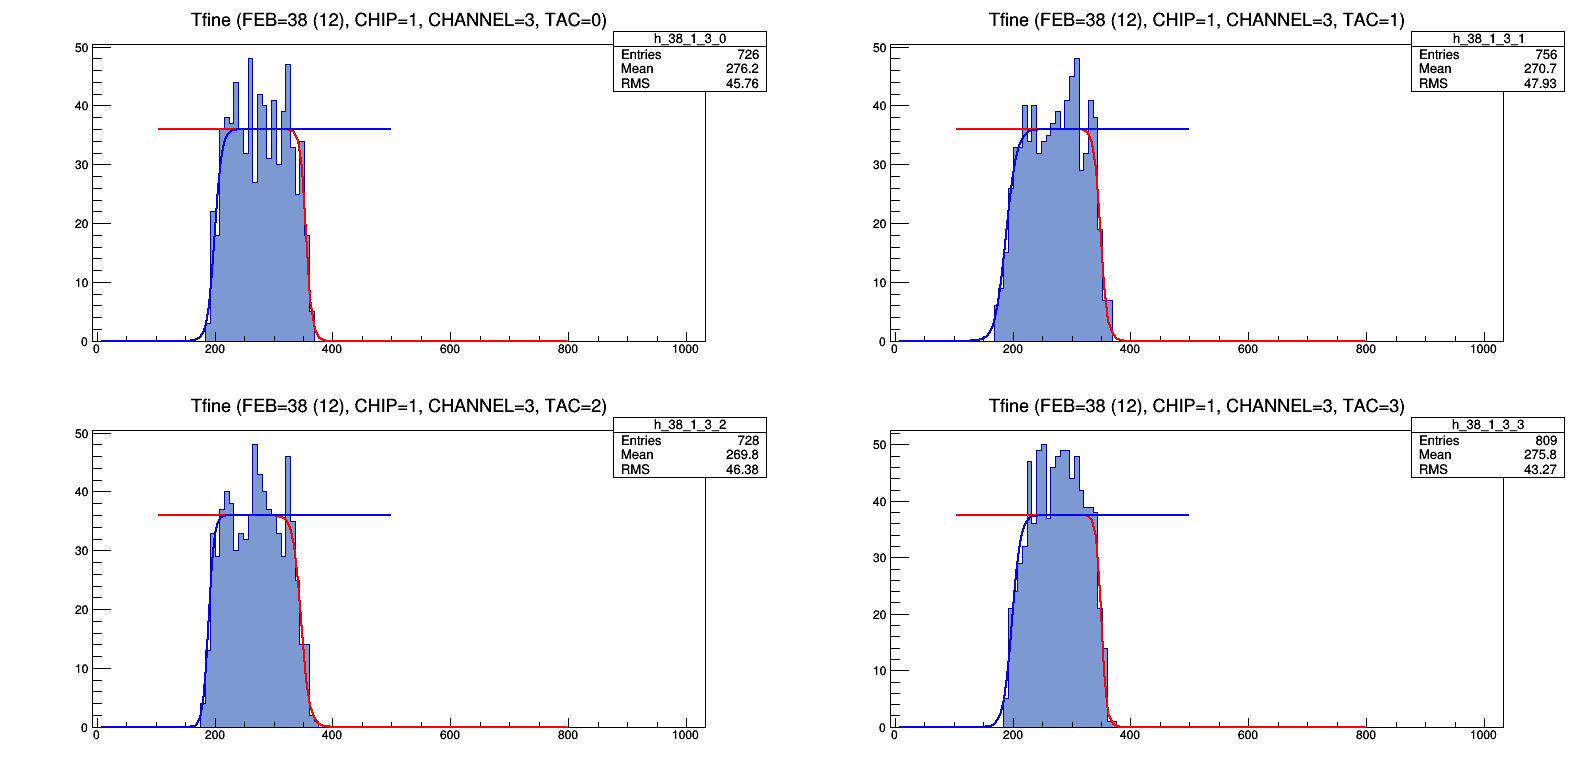 Tfine (FEB=38 (12), CHIP=1, CHANNEL=3, TAC=0)
h_38_1_3_0
Entries 726
Mean 276.2
RMS 45.76
50
40
30
20
10
0
0 200 400 600 800 1000
Tfine (FEB=38 (12), CHIP=1, CHANNEL=3, TAC=1)
h_38_1_3_1
Entries 756
Mean 270.7
RMS 47.93
50
40
30
20
10
0
0 200 400 600 800 1000
Tfine (FEB=38 (12), CHIP=1, CHANNEL=3, TAC=2)
h_38_1_3_2
Entries 728
Mean 269.8
RMS 46.38
50
40
30
20
10
0
0 200 400 600 800 1000
Tfine (FEB=38 (12), CHIP=1, CHANNEL=3, TAC=3)
h_38_1_3_3
Entries 809
Mean 275.8
RMS 43.27
50
40
30
20
10
0
0 200 400 600 800 1000